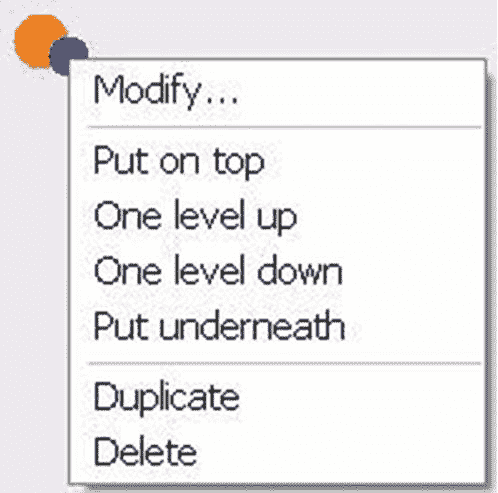 Modify...
Put on top
One level up
One level down
Put underneath
Duplicate
Delete